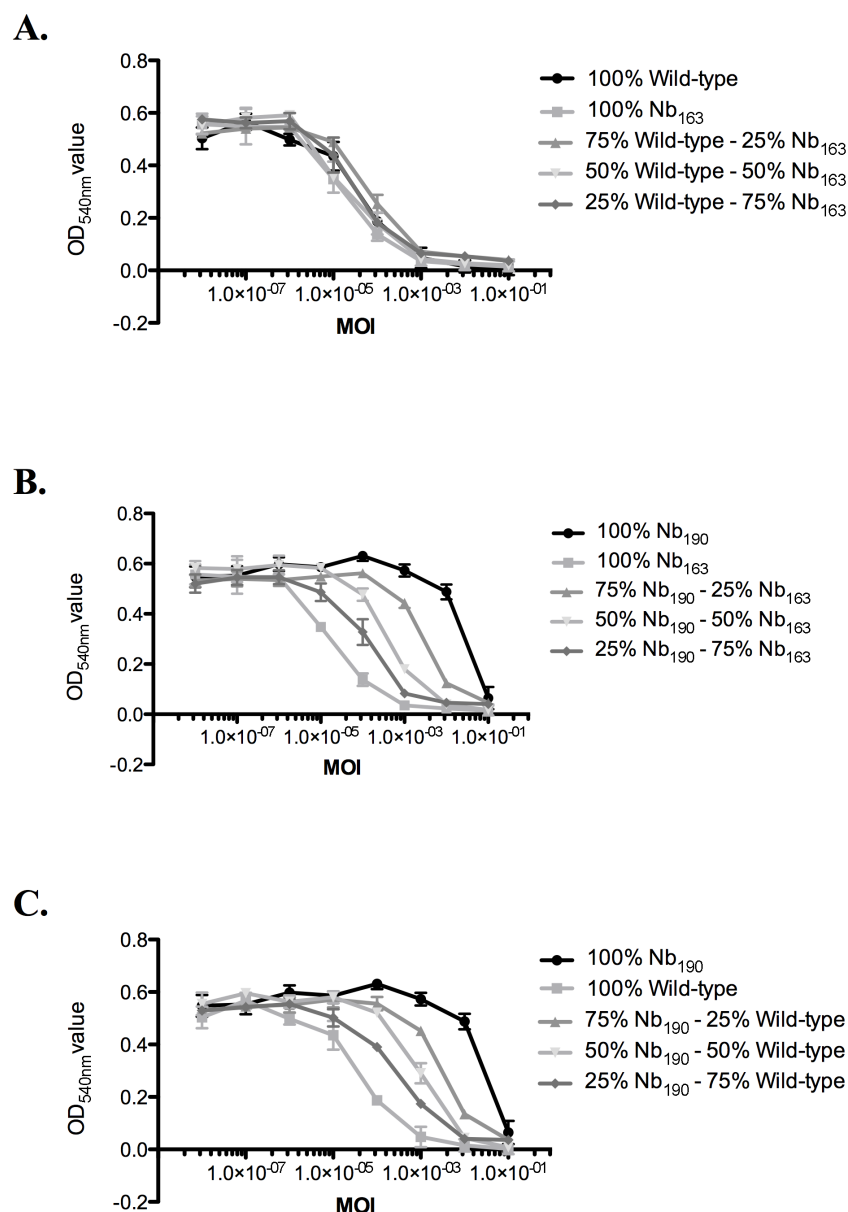 A.
0.8
0.6
0.4
0.2
0.0
-0.2
OD540nm value
1.0×10-07 1.0×10-05 1.0×10-03 1.0×10-01
MOI
100% Wild-type
100% Nb163
75% Wild-type - 25% Nb163
50% Wild-type - 50% Nb163
25% Wild-type - 75% Nb163
B.
0.8
0.6
0.4
0.2
0.0
-0.2
OD540nm value
1.0×10-07 1.0×10-05 1.0×10-03 1.0×10-01
MOI
100% Nb190
100% Nb163
75% Nb190 - 25% Nb163
50% Nb190 - 50% Nb163
25% Nb190 - 75% Nb163
C.
0.8
0.6
0.4
0.2
0.0
-0.2
OD540nm value
1.0×10-07 1.0×10-05 1.0×10-03 1.0×10-01
MOI
100% Nb190
100% Wild-type
75% Nb190 - 25% Wild-type
50% Nb190 - 50% Wild-type
25% Nb190 - 75% Wild-type